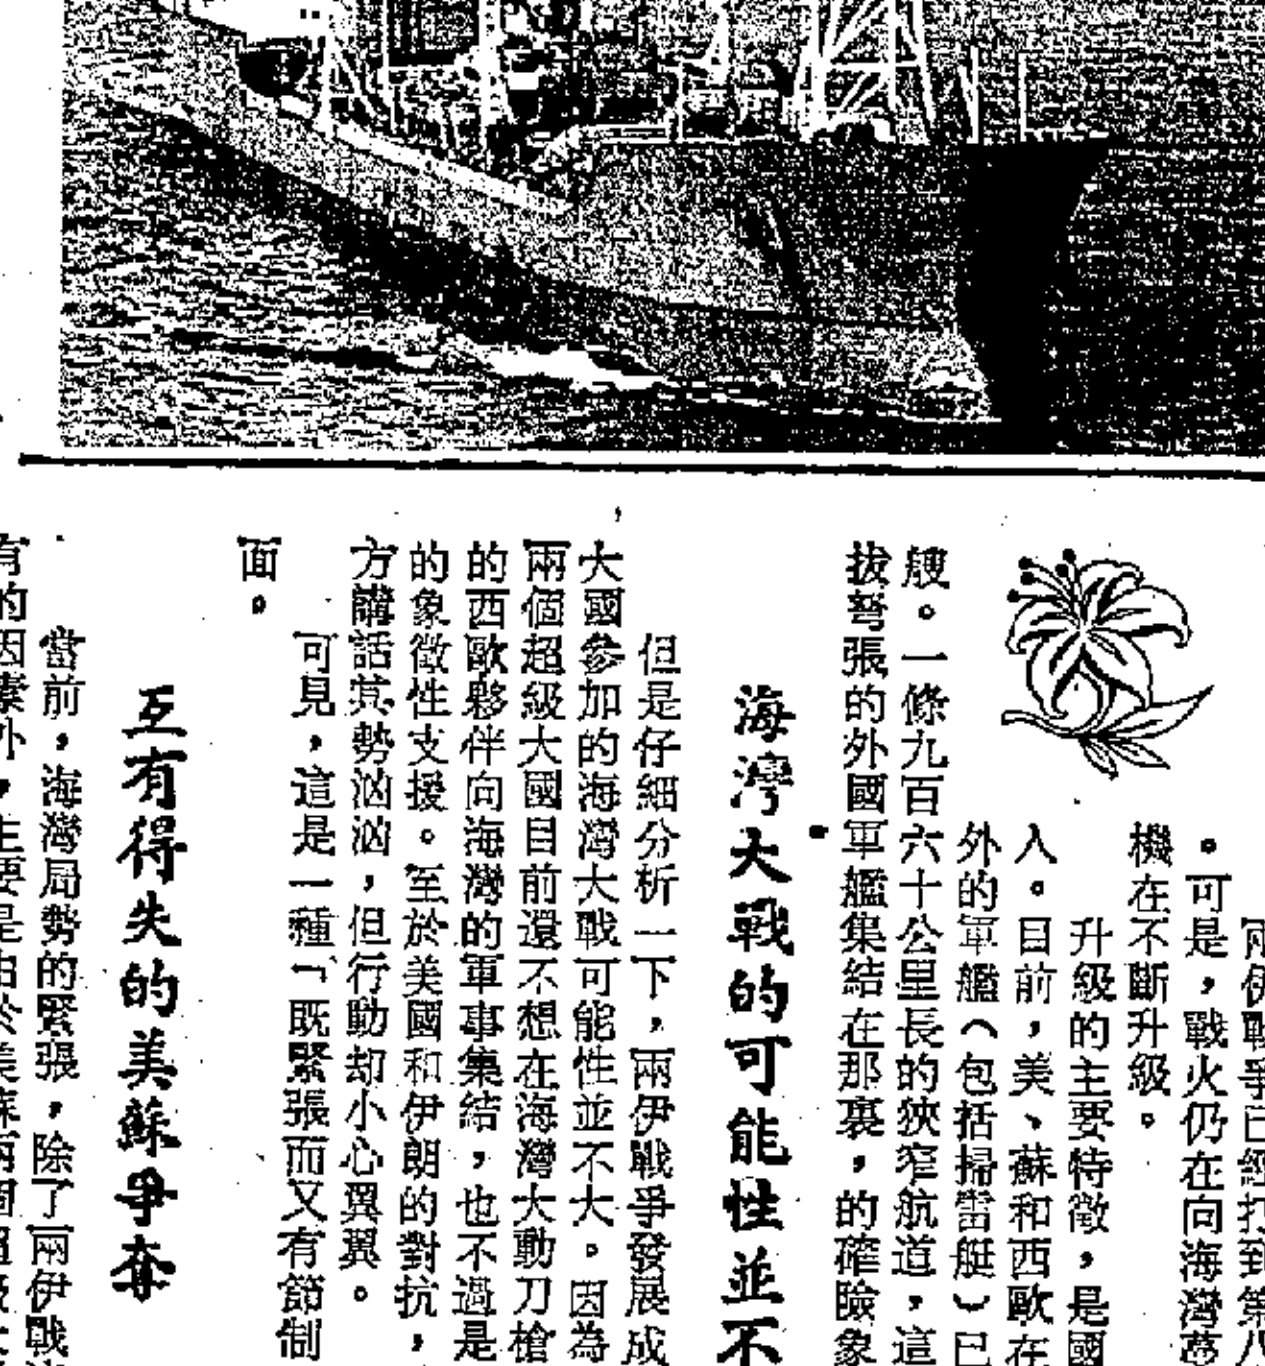 兩伊戰爭已經打到第八
。可是，戰火仍在向海灣蔓
機在不斷升級。
升級的主要特徵，是國
入。目前，美、蘇和西歐在
外的軍艦（包括掃雷艇）已
艘。一條九百六十公里長的狹窄航道，這
拔弩張的外國軍艦集結在那裏，的確險象
海灣大戰的可能性並不
但是仔細分析一下，兩伊戰爭發展成
大國參加的海灣大戰可能性並不大。因為
兩個超級大國目前還不想在海灣大動刀槍
的西歐夥伴向海灣的軍事集結，也不過是
的象徵性支援。至於美國和伊朗的對抗，
方講話其勢汹汹，但行動却小心翼翼。
可見，這是一種「既緊張而又有節制
面。
互有得失的美蘇爭奪
當前，海灣局勢的緊張，除了兩伊戰
有的因素外，主要是由於美蘇兩個超級大